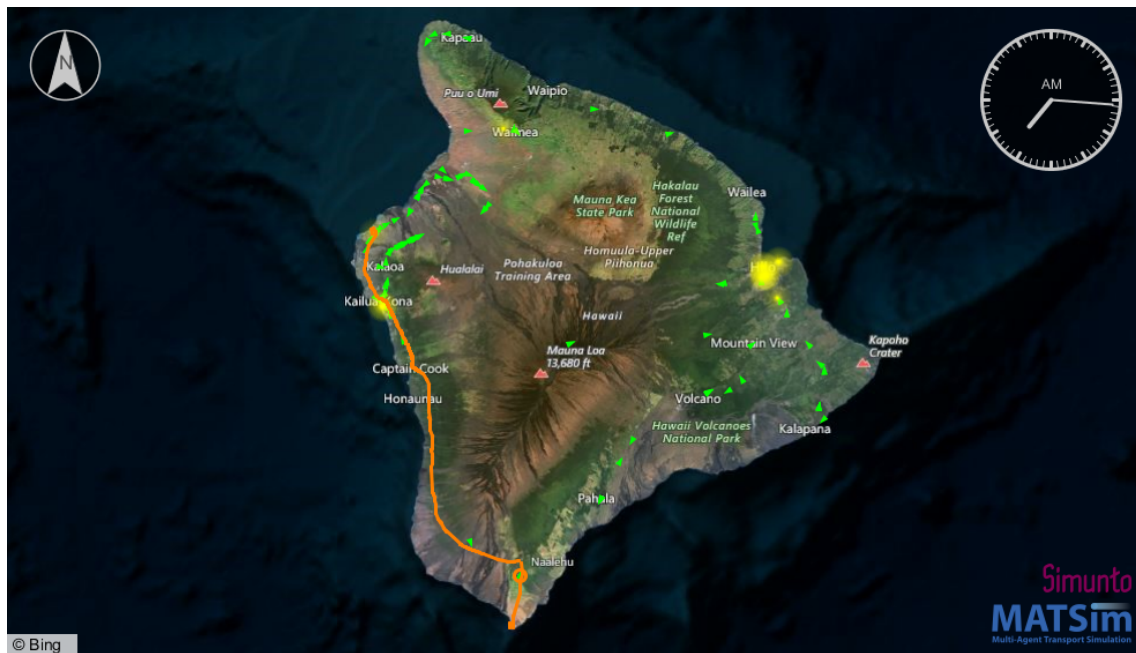 N
Kapaau
AM
Puu o Umi
Waipio
Waimea
Wailea
Mauna Kea
State Park
Hakalau
Forest
National
Wildlife
Ref
Homuula-Upper
Piihonua
Pohakuloa
Training Area
Kalaoa
Hualalai
Kailua-Kona
Hawaii
Mountain View
Kapoho
Crater
Mauna Loa
13,680 ft
Captain Cook
Honaunau
Volcano
Hawaii Volcanoes
National Park
Kalapana
Pahala
Naalehu
Simunto
MATSim
Multi-Agent Transport Simulation
© Bing